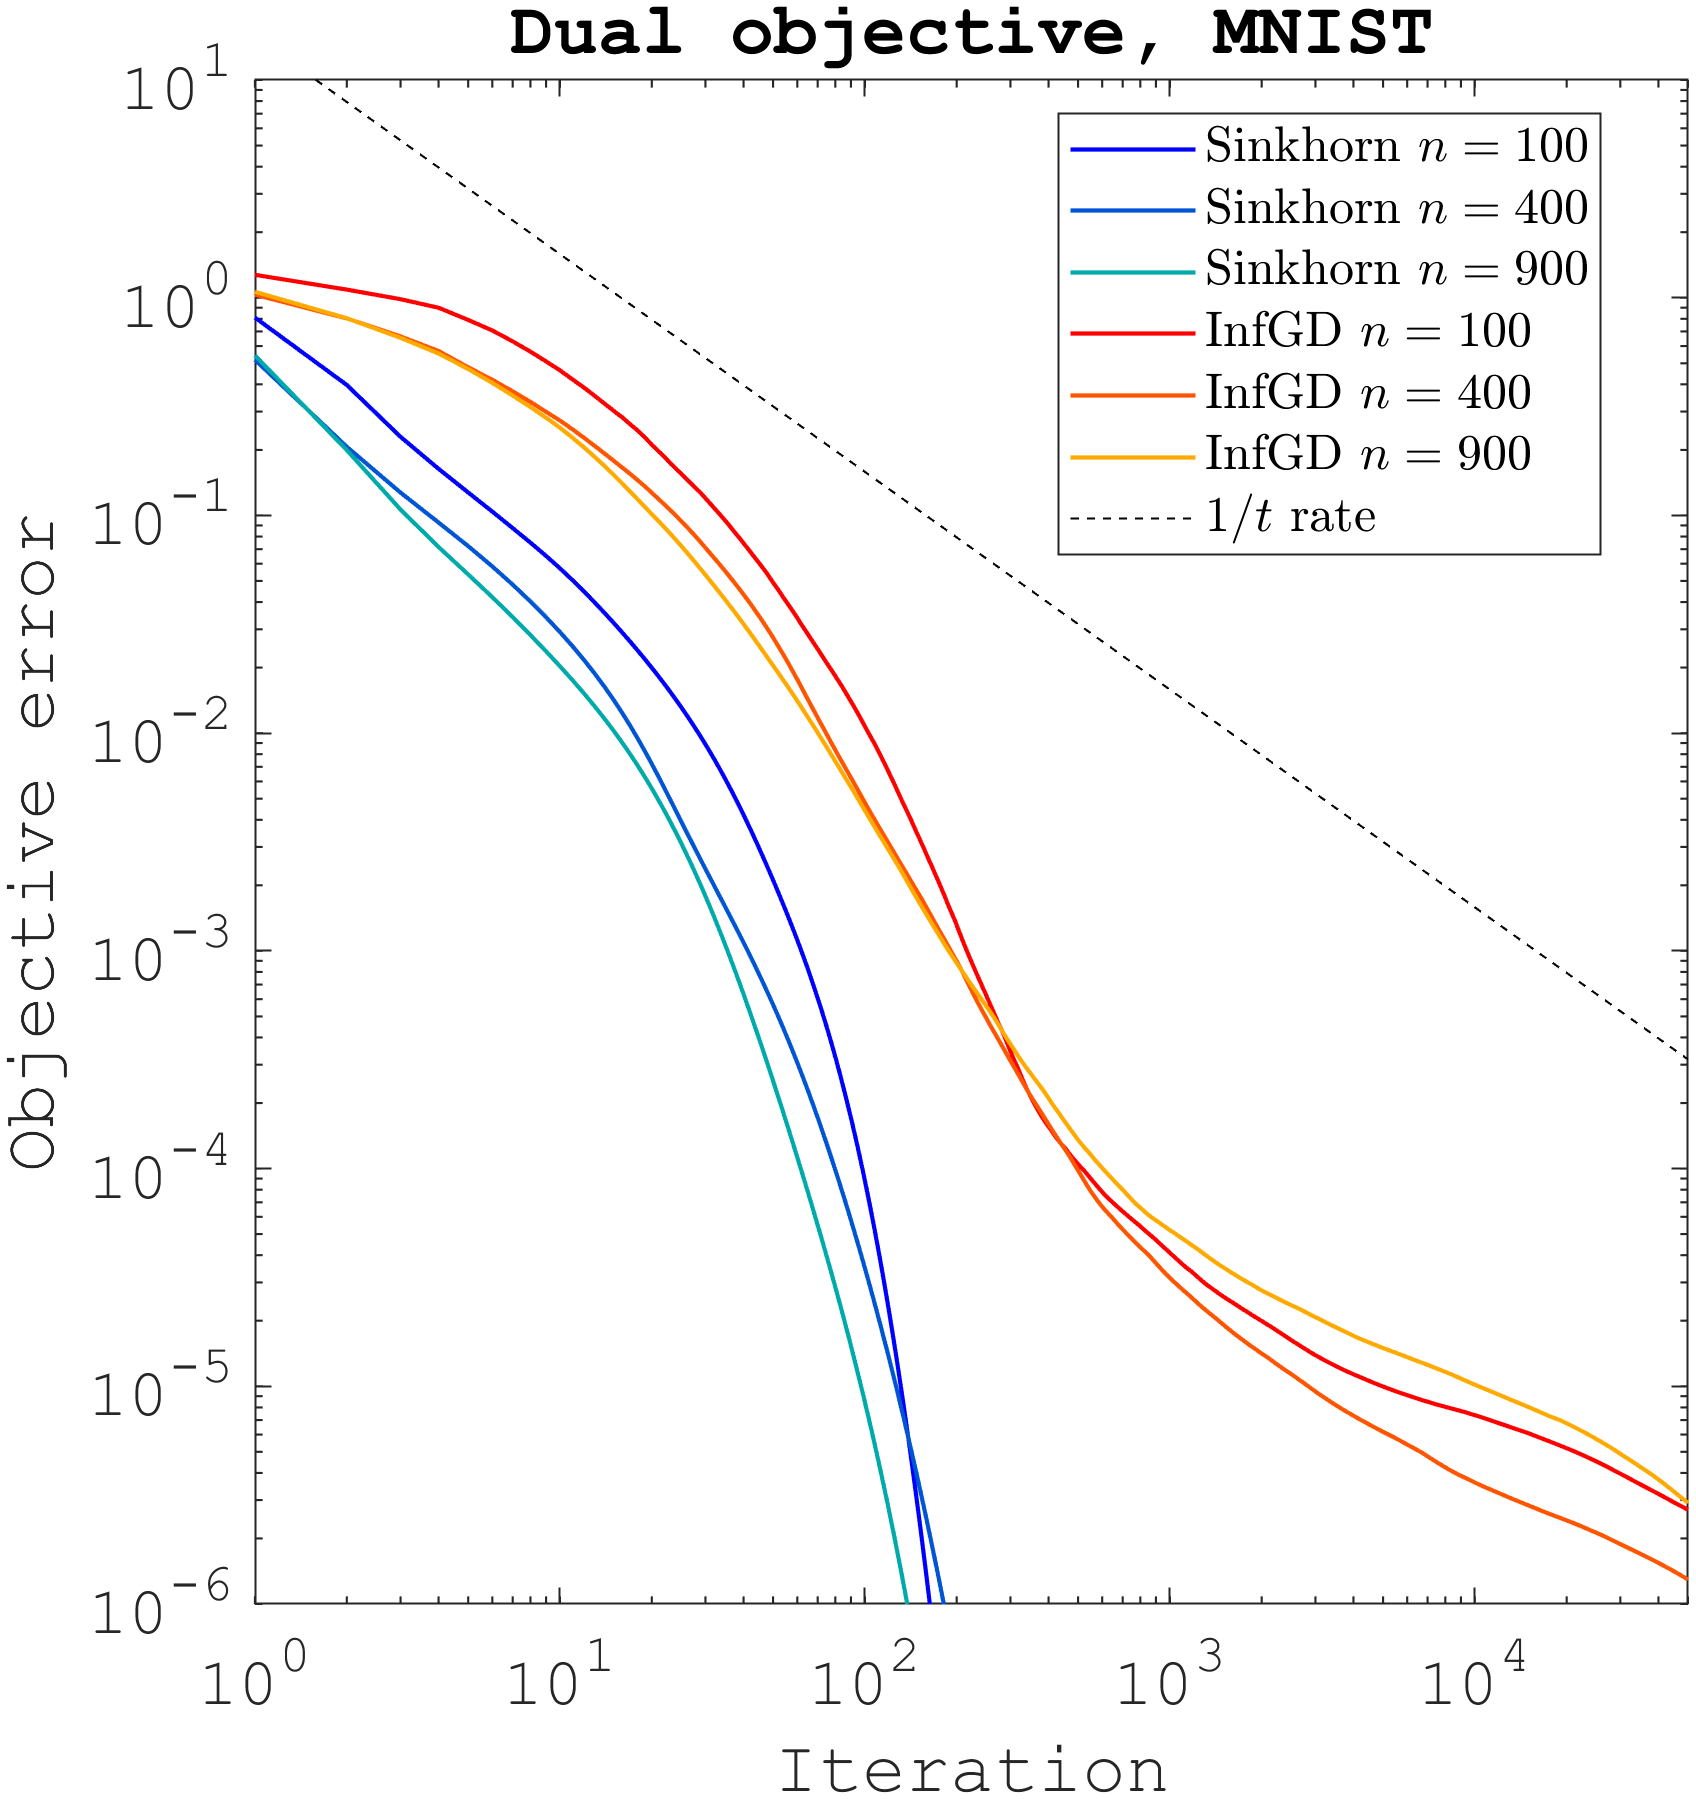 Dual objective, MNIST
Objective error
10^1
10^0
10^-1
10^-2
10^-3
10^-4
10^-5
10^-6
Sinkhorn n = 100
Sinkhorn n = 400
Sinkhorn n = 900
InfGD n = 100
InfGD n = 400
InfGD n = 900
1/t rate
10^0 10^1 10^2 10^3 10^4
Iteration